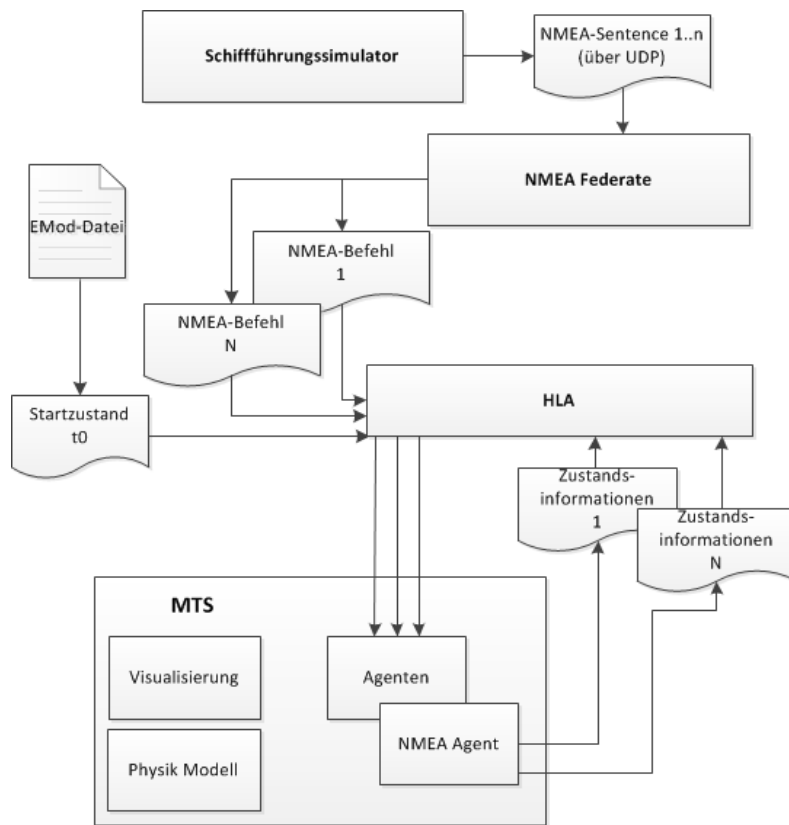 Schiffführungssimulator
NMEA-Sentence 1..n
(über UDP)
NMEA Federate
EMod-Datei
NMEA-Befehl
1
NMEA-Befehl
N
HLA
Startzustand
t0
Zustands-
informationen
1
Zustands-
informationen
N
MTS
Visualisierung
Agenten
NMEA Agent
Physik Modell